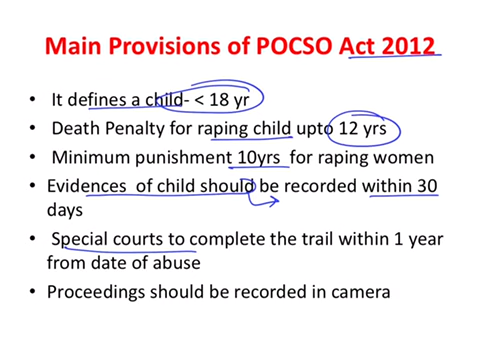 Main Provisions of POCSO Act 2012
• It defines a child- < 18 yr
• Death Penalty for raping child upto 12 yrs
• Minimum punishment 10yrs for raping women
• Evidences of child should be recorded within 30
days
• Special courts to complete the trail within 1 year
from date of abuse
• Proceedings should be recorded in camera